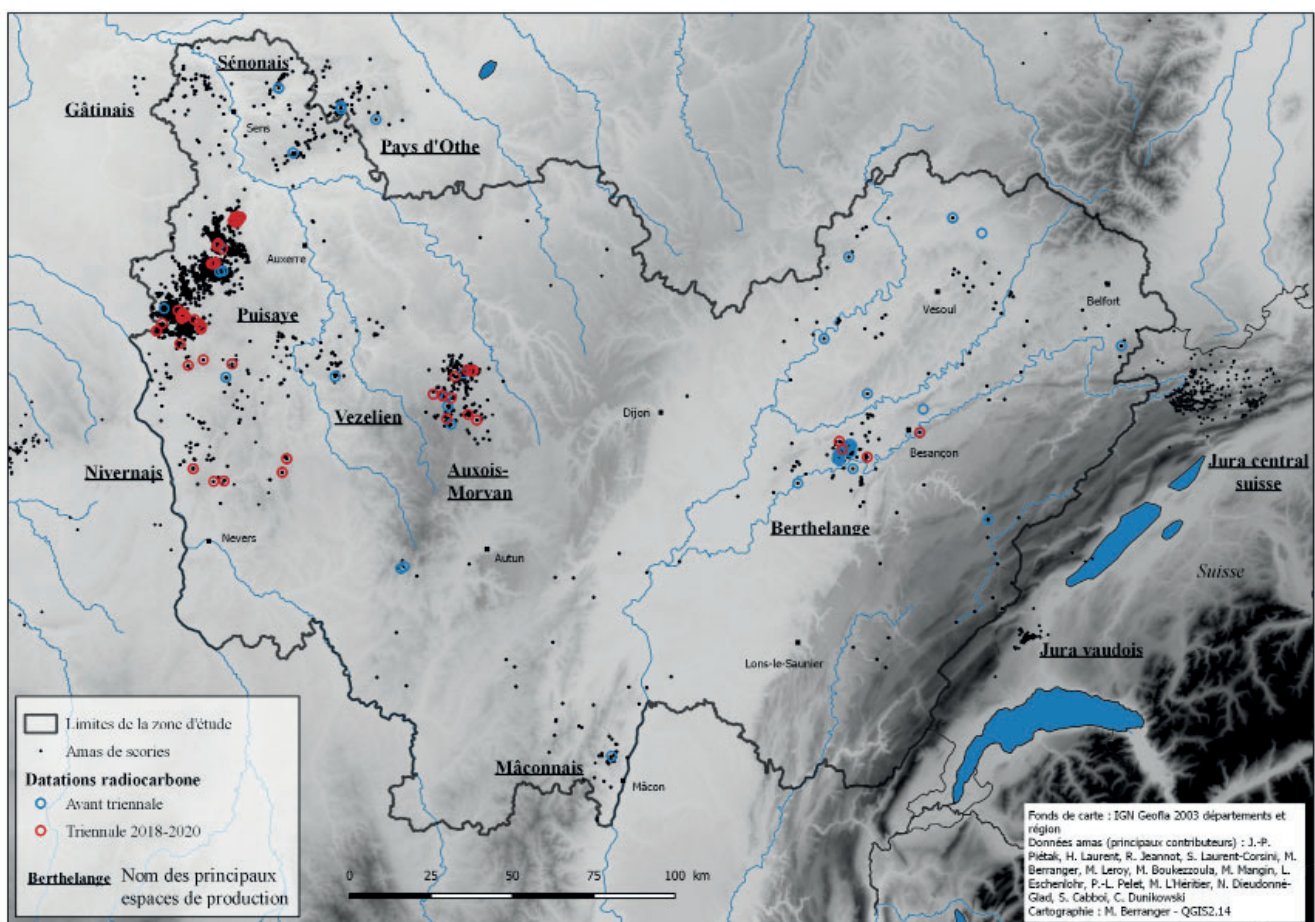 Sénonais
Gâtinais
Sens
Pays d'Othe
Auxerre
Puisaye
Vesoul
Belfort
Vezelien
Dijon
Besançon
Nivernais
Auxois-
Morvan
Jura central
suisse
Berthelange
Nevers
Autun
Suisse
Lons-le-Saunier
Jura vaudois
Mâconnais
Mâcon
Limites de la zone d'étude
Amas de scories
Datations radiocarbone
Avant triennale
Triennale 2018-2020
Berthelange Nom des principaux
espaces de production
0 25 50 75 100 km
Fonds de carte : IGN Geofla 2003 départements et
région
Données amas (principaux contributeurs) : J.-P.
Piétak, H. Laurent, R. Jeannot, S. Laurent-Corsini, M.
Berranger, M. Leroy, M. Boukezzoula, M. Mangin, L.
Eschenlohr, P.-L. Pelet, M. L'Héritier, N. Dieudonné-
Glad, S. Cabboi, C. Dunikowski
Cartographie : M. Berranger - QGIS2.14